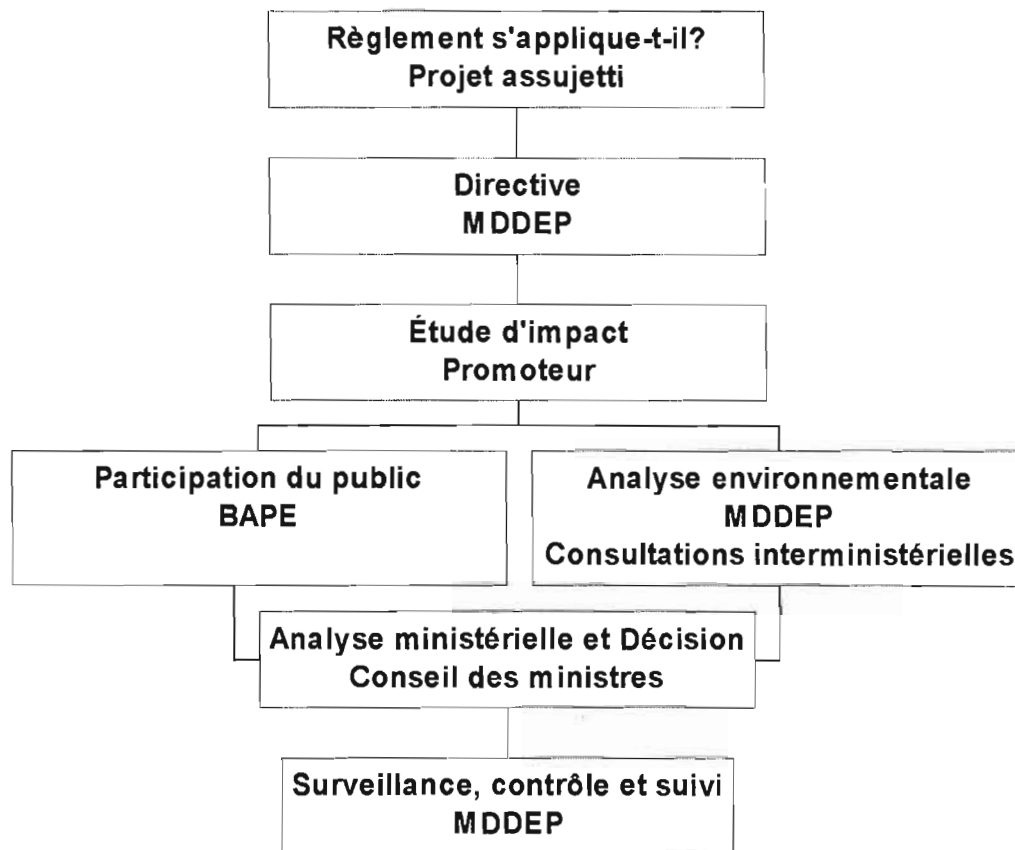 Règlement s'applique-t-il?
Projet assujetti
Directive
MDDEP
Étude d'impact
Promoteur
Participation du public
BAPE
Analyse environnementale
MDDEP
Consultations interministérielles
Analyse ministérielle et Décision
Conseil des ministres
Surveillance, contrôle et suivi
MDDEP